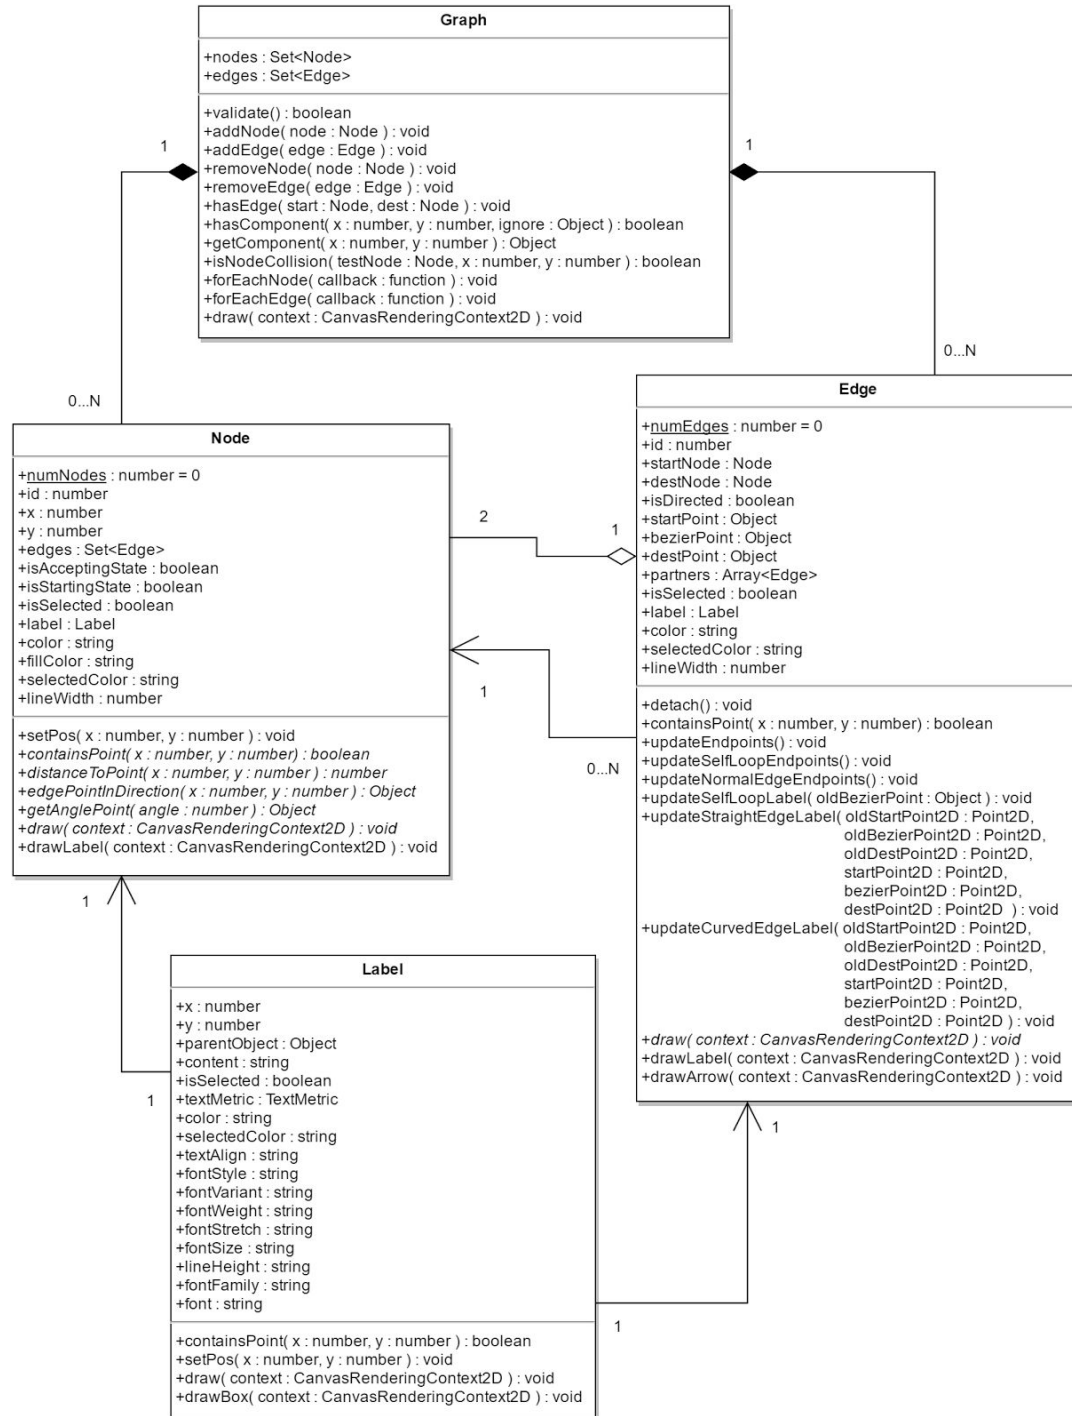 Graph
+nodes : Set<Node>
+edges : Set<Edge>
+validate() : boolean
+addNode( node : Node ) : void
+addEdge( edge : Edge ) : void
+removeNode( node : Node ) : void
+removeEdge( edge : Edge ) : void
+hasEdge( start : Node, dest : Node ) : void
+hasComponent( x : number, y : number, ignore : Object ) : boolean
+getComponent( x : number, y : number ) : Object
+isNodeCollision( testNode : Node, x : number, y : number ) : boolean
+forEachNode( callback : function ) : void
+forEachEdge( callback : function ) : void
+draw( context : CanvasRenderingContext2D ) : void
1
1
0...N
0...N
Node
+numNodes : number = 0
+id : number
+x : number
+y : number
+edges : Set<Edge>
+isAcceptingState : boolean
+isStartingState : boolean
+isSelected : boolean
+label : Label
+color : string
+fillColor : string
+selectedColor : string
+lineWidth : number
+setPos( x : number, y : number ) : void
+containsPoint( x : number, y : number) : boolean
+distanceToPoint( x : number, y : number ) : number
+edgePointInDirection( x : number, y : number ) : Object
+getAnglePoint( angle : number ) : Object
+draw( context : CanvasRenderingContext2D ) : void
+drawLabel( context : CanvasRenderingContext2D ) : void
2
1
1
0...N
Edge
+numEdges : number = 0
+id : number
+startNode : Node
+destNode : Node
+isDirected : boolean
+startPoint : Object
+bezierPoint : Object
+destPoint : Object
+partners : Array<Edge>
+isSelected : boolean
+label : Label
+color : string
+selectedColor : string
+lineWidth : number
+detach() : void
+containsPoint( x : number, y : number) : boolean
+updateEndpoints() : void
+updateSelfLoopEndpoints() : void
+updateNormalEdgeEndpoints() : void
+updateSelfLoopLabel( oldBezierPoint : Object ) : void
+updateStraightEdgeLabel( oldStartPoint2D : Point2D,
oldBezierPoint2D : Point2D,
oldDestPoint2D : Point2D,
startPoint2D : Point2D,
bezierPoint2D : Point2D,
destPoint2D : Point2D ) : void
+updateCurvedEdgeLabel( oldStartPoint2D : Point2D,
oldBezierPoint2D : Point2D,
oldDestPoint2D : Point2D,
startPoint2D : Point2D,
bezierPoint2D : Point2D,
destPoint2D : Point2D ) : void
+draw( context : CanvasRenderingContext2D ) : void
+drawLabel( context : CanvasRenderingContext2D ) : void
+drawArrow( context : CanvasRenderingContext2D ) : void
1
1
1
1
Label
+x : number
+y : number
+parentObject : Object
+content : string
+isSelected : boolean
+textMetric : TextMetric
+color : string
+selectedColor : string
+textAlign : string
+fontStyle : string
+fontVariant : string
+fontWeight : string
+fontStretch : string
+fontSize : string
+lineHeight : string
+fontFamily : string
+font : string
+containsPoint( x : number, y : number ) : boolean
+setPos( x : number, y : number ) : void
+draw( context : CanvasRenderingContext2D ) : void
+drawBox( context : CanvasRenderingContext2D ) : void